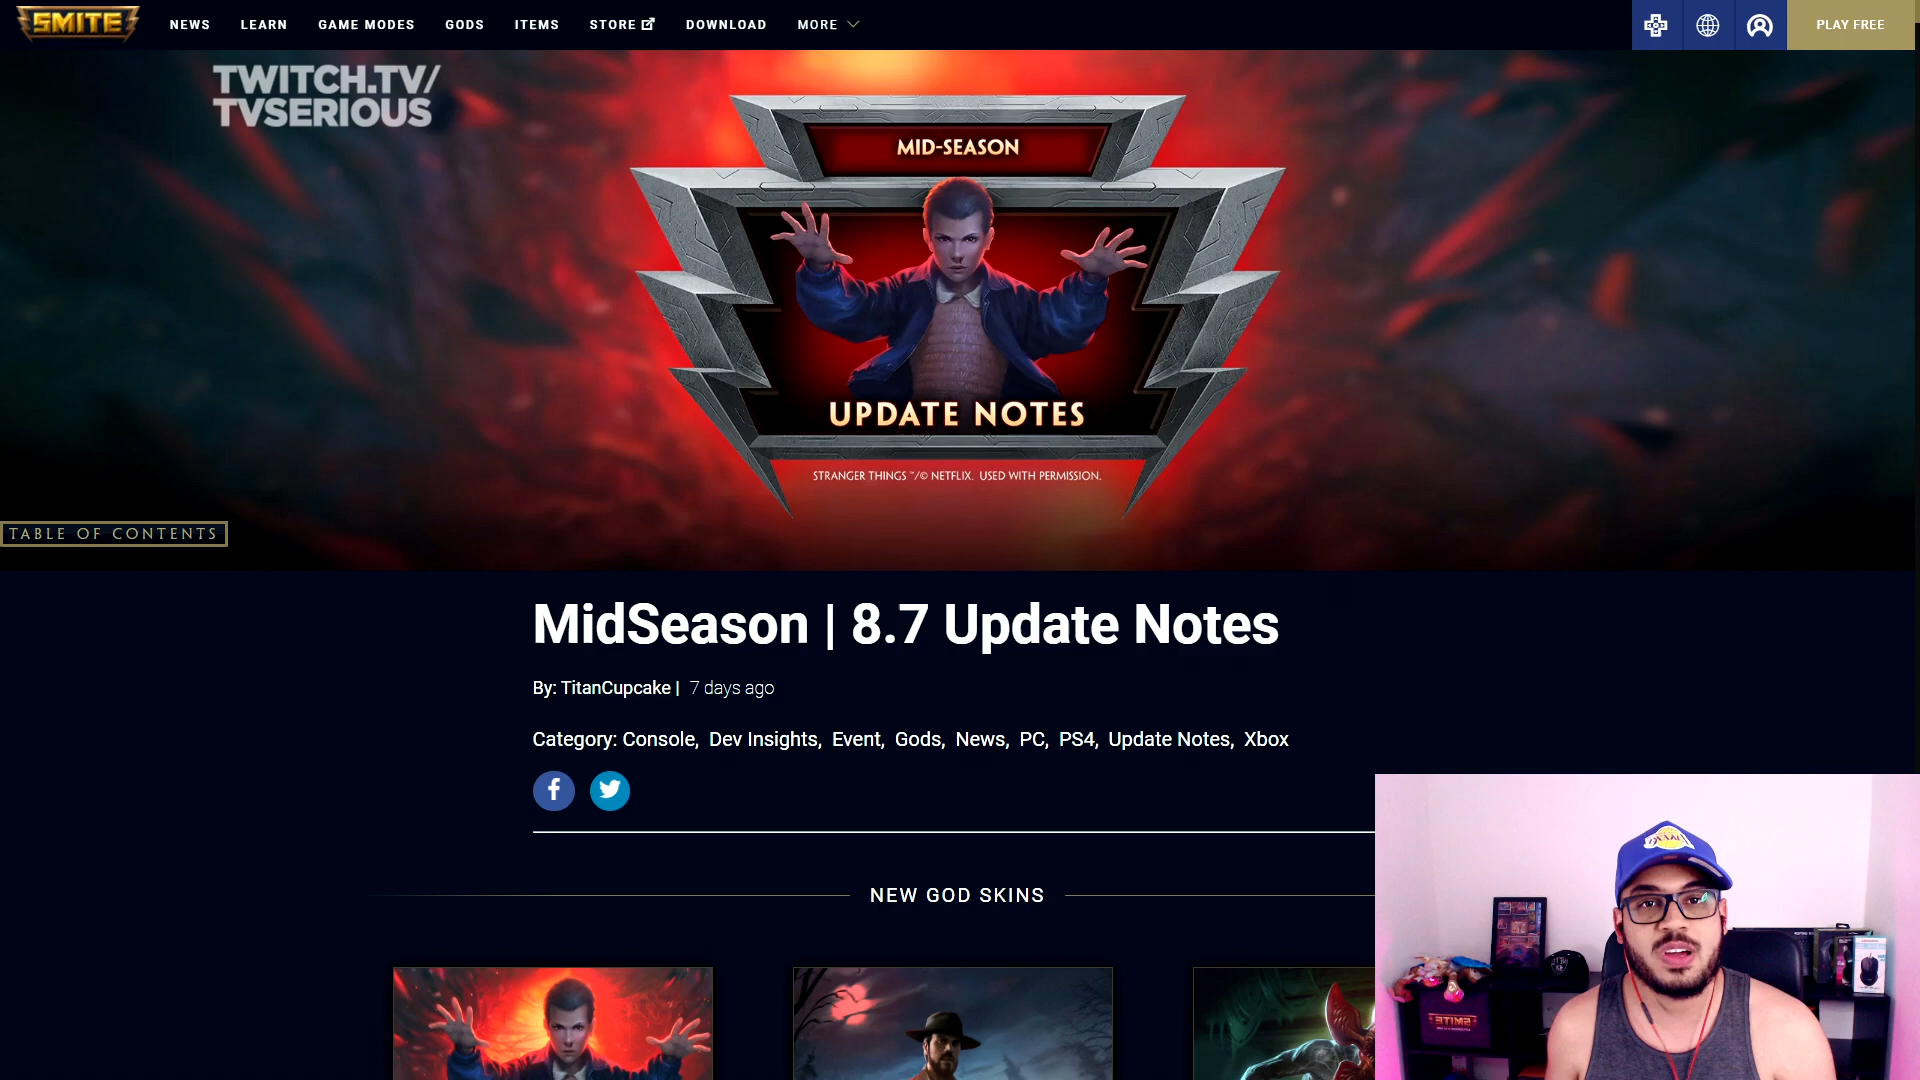 SMITE
NEWS LEARN GAME MODES GODS ITEMS STORE DOWNLOAD MORE
PLAY FREE
TWITCH.TV/
TVSERIOUS
MID-SEASON
UPDATE NOTES
STRANGER THINGS ™/© NETFLIX. USED WITH PERMISSION.
TABLE OF CONTENTS
MidSeason | 8.7 Update Notes
By: TitanCupcake | 7 days ago
Category: Console, Dev Insights, Event, Gods, News, PC, PS4, Update Notes, Xbox
NEW GOD SKINS
SMITE